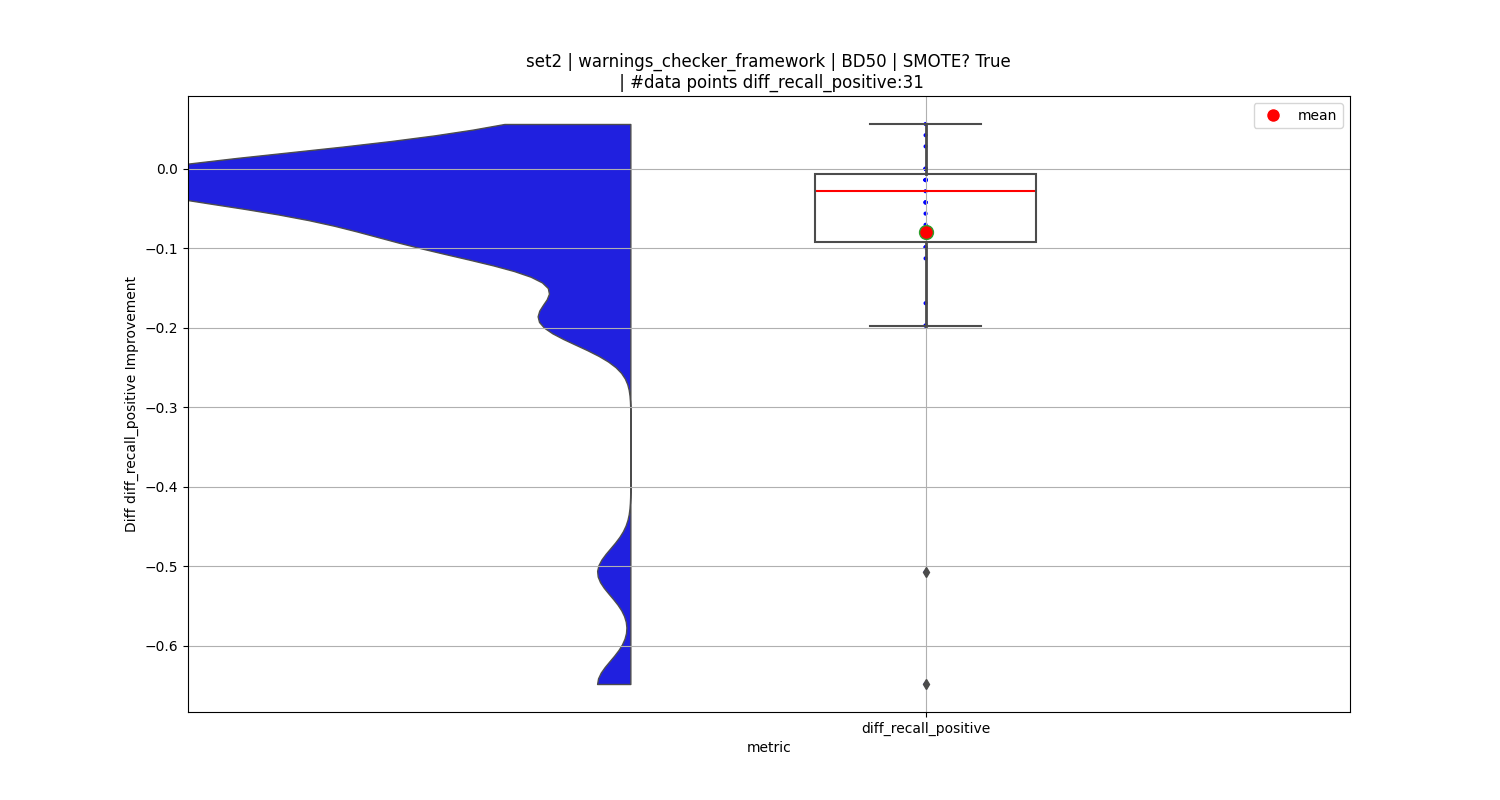 set2 | warnings_checker_framework | BD50 | SMOTE? True
| #data points diff_recall_positive:31
mean
0.0
−0.1
−0.2
−0.3
−0.4
−0.5
−0.6
Diff diff_recall_positive Improvement
diff_recall_positive
metric